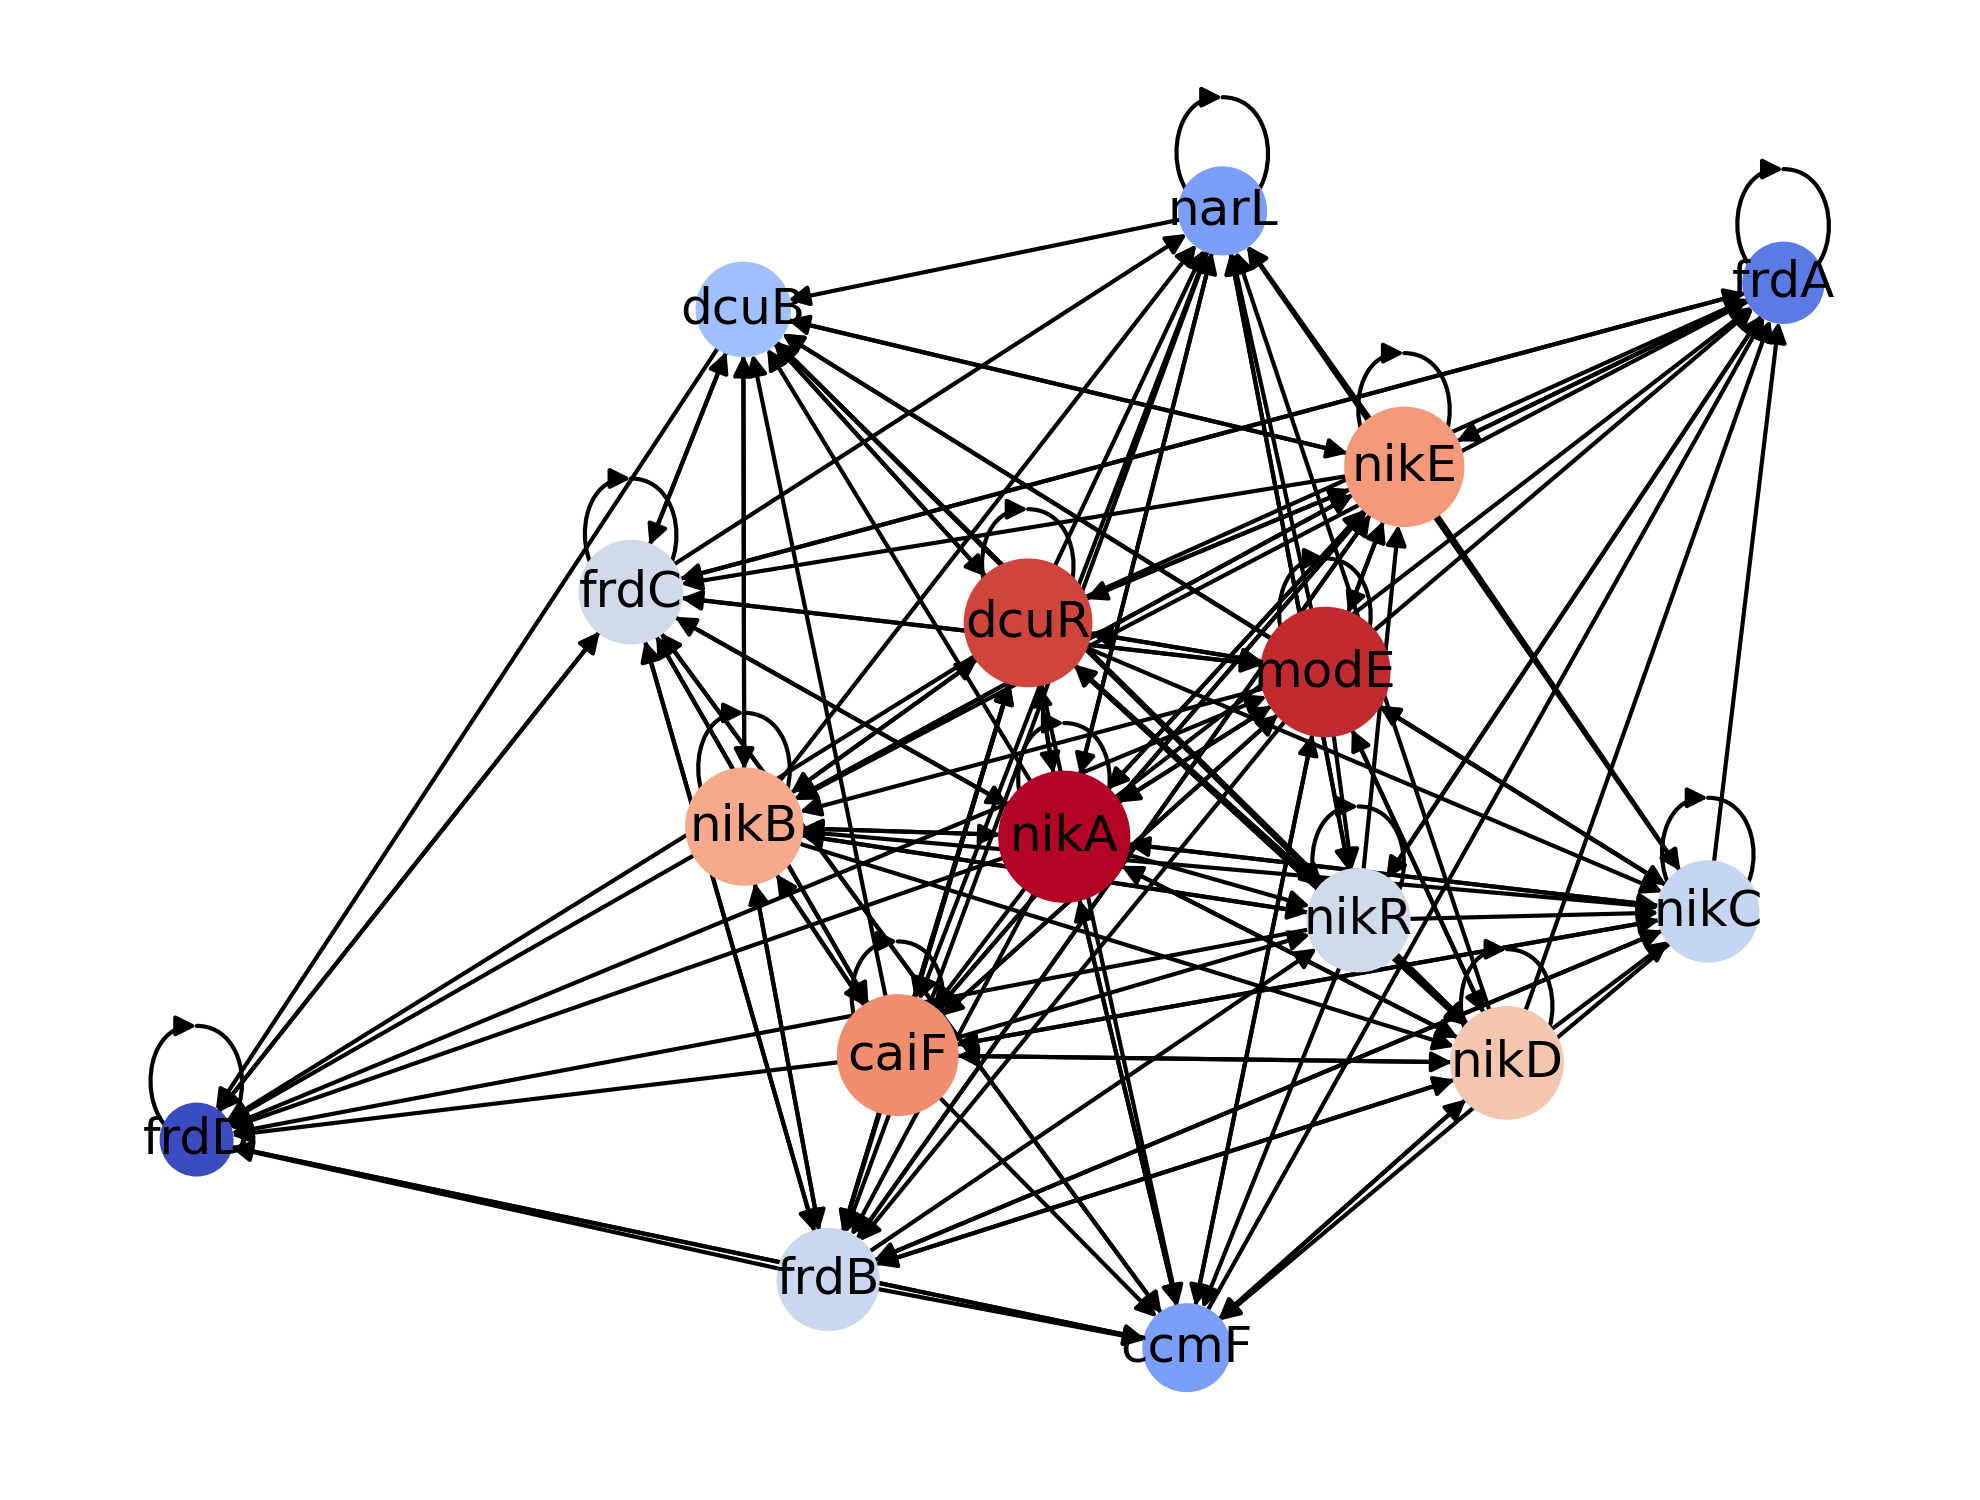 narL
frdA
dcuB
nikE
frdC
dcuR
modE
nikB
nikA
nikR
nikC
caiF
nikD
frdD
frdB
ccmF